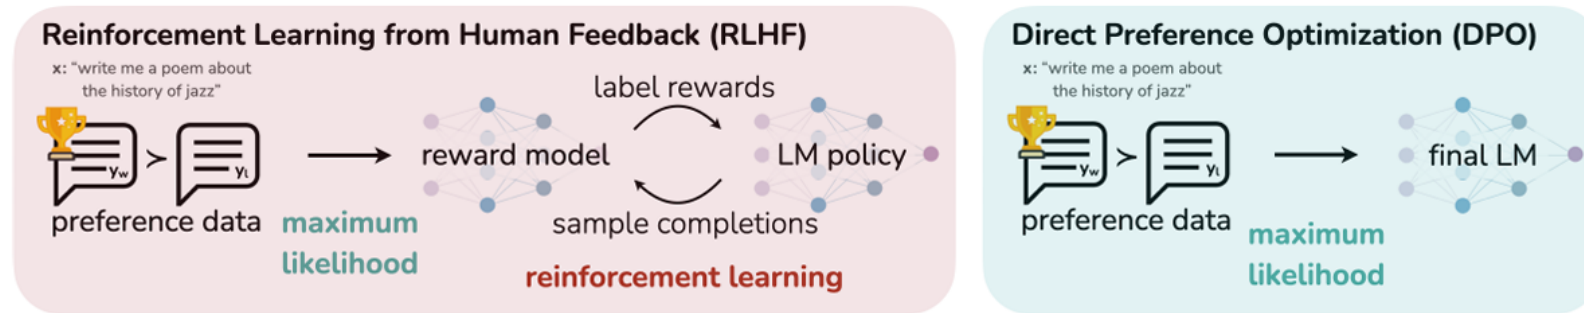 Reinforcement Learning from Human Feedback (RLHF)
x: “write me a poem about
the history of jazz”
label rewards
yw
yl
reward model
LM policy
preference data
maximum
likelihood
sample completions
reinforcement learning
Direct Preference Optimization (DPO)
x: “write me a poem about
the history of jazz”
yw
yl
final LM
preference data
maximum
likelihood